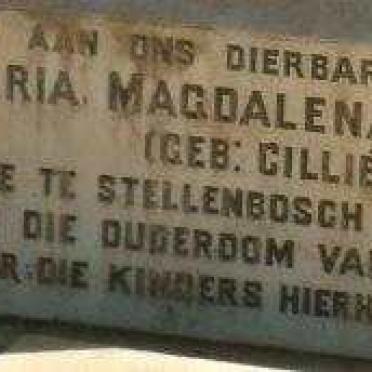 AAN ONS DIERBAR
RIA. MAGDALENA
(GEB: CILLIE
E TE STELLENBOSCH
DIE OUDERDOM VA
R DIE KINDERS HIERH